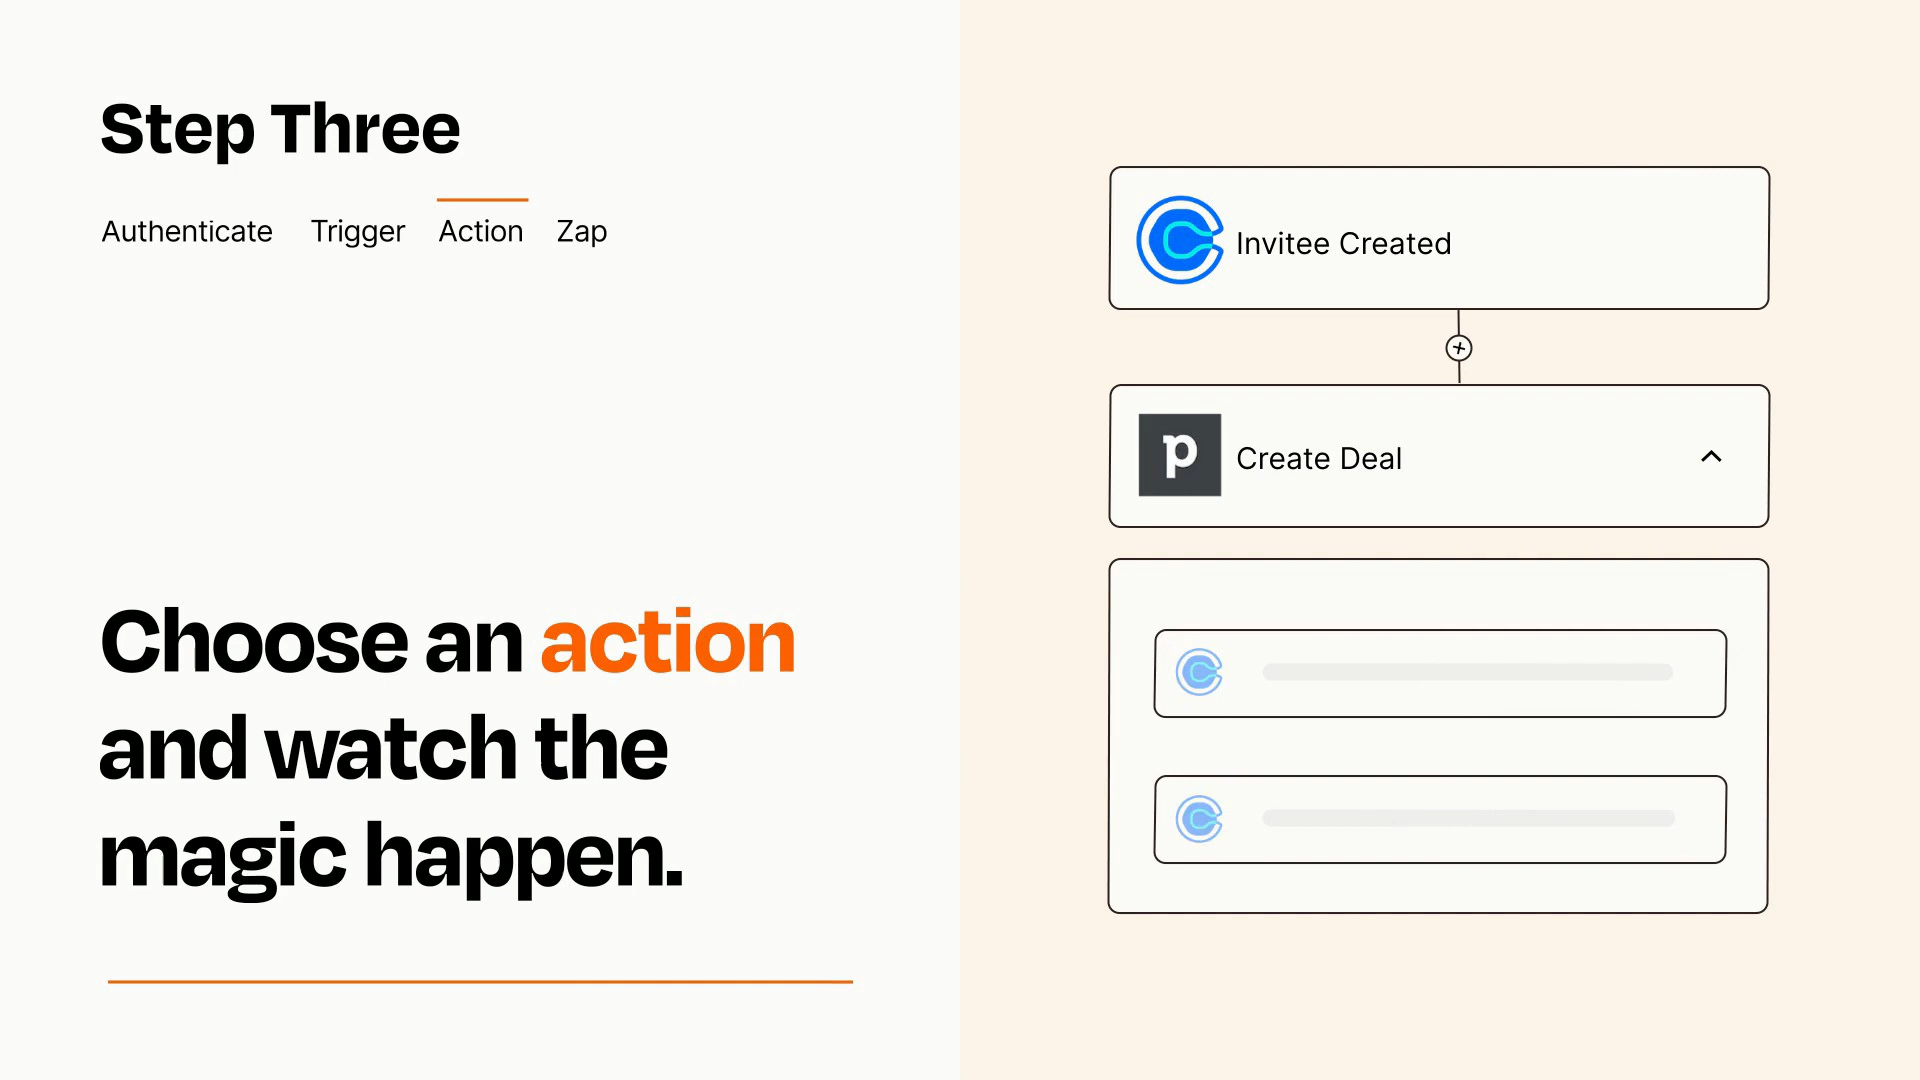 Step Three
Authenticate Trigger Action Zap
Choose an action
and watch the
magic happen.
Invitee Created
p
Create Deal